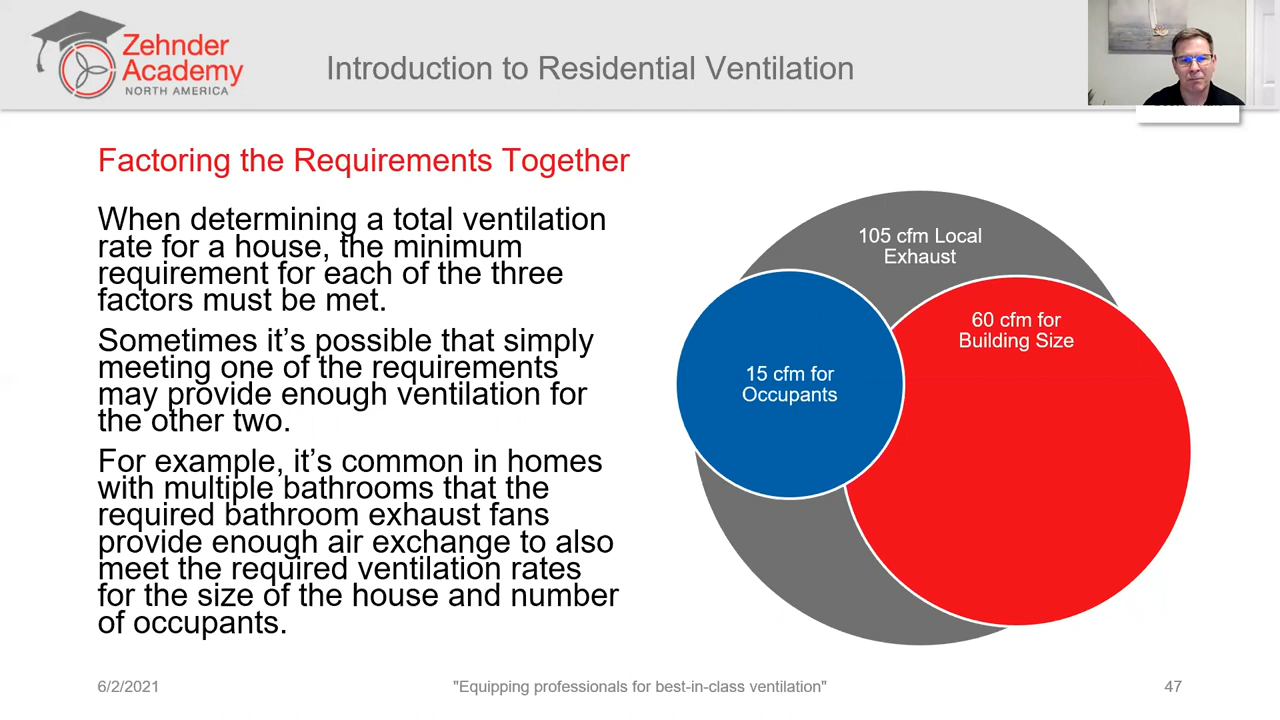 Zehnder
Academy
NORTH AMERICA
Introduction to Residential Ventilation
Factoring the Requirements Together
When determining a total ventilation
rate for a house, the minimum
requirement for each of the three
factors must be met.
Sometimes it’s possible that simply
meeting one of the requirements
may provide enough ventilation for
the other two.
For example, it’s common in homes
with multiple bathrooms that the
required bathroom exhaust fans
provide enough air exchange to also
meet the required ventilation rates
for the size of the house and number
of occupants.
105 cfm Local
Exhaust
60 cfm for
Building Size
15 cfm for
Occupants
6/2/2021
"Equipping professionals for best-in-class ventilation"
47